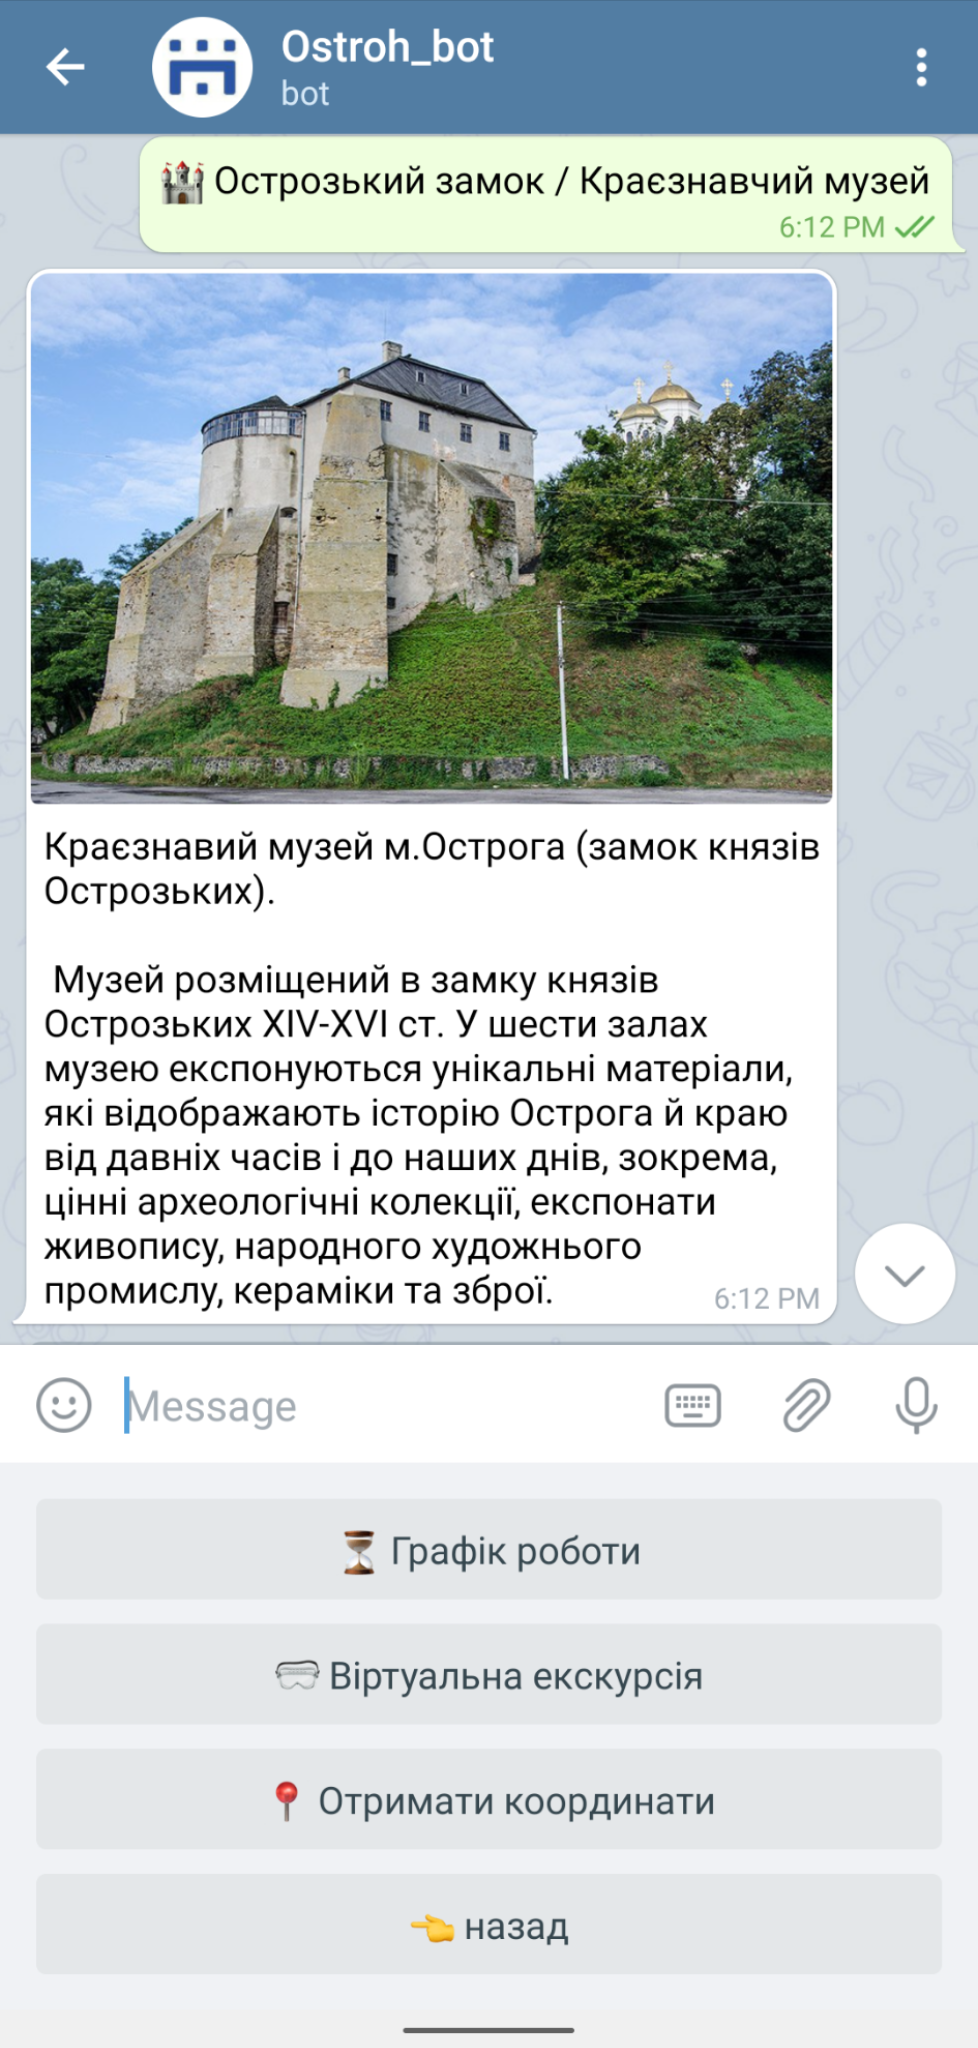 Ostroh_bot
bot
🏰 Острозький замок / Краєзнавчий музей
6:12 PM
Краєзнавий музей м.Острога (замок князів
Острозьких).
Музей розміщений в замку князів
Острозьких XIV-XVI ст. У шести залах
музею експонуються унікальні матеріали,
які відображають історію Острога й краю
від давніх часів і до наших днів, зокрема,
цінні археологічні колекції, експонати
живопису, народного художнього
промислу, кераміки та зброї.
6:12 PM
Message
⏳ Графік роботи
🥽 Віртуальна екскурсія
📍 Отримати координати
👈 назад